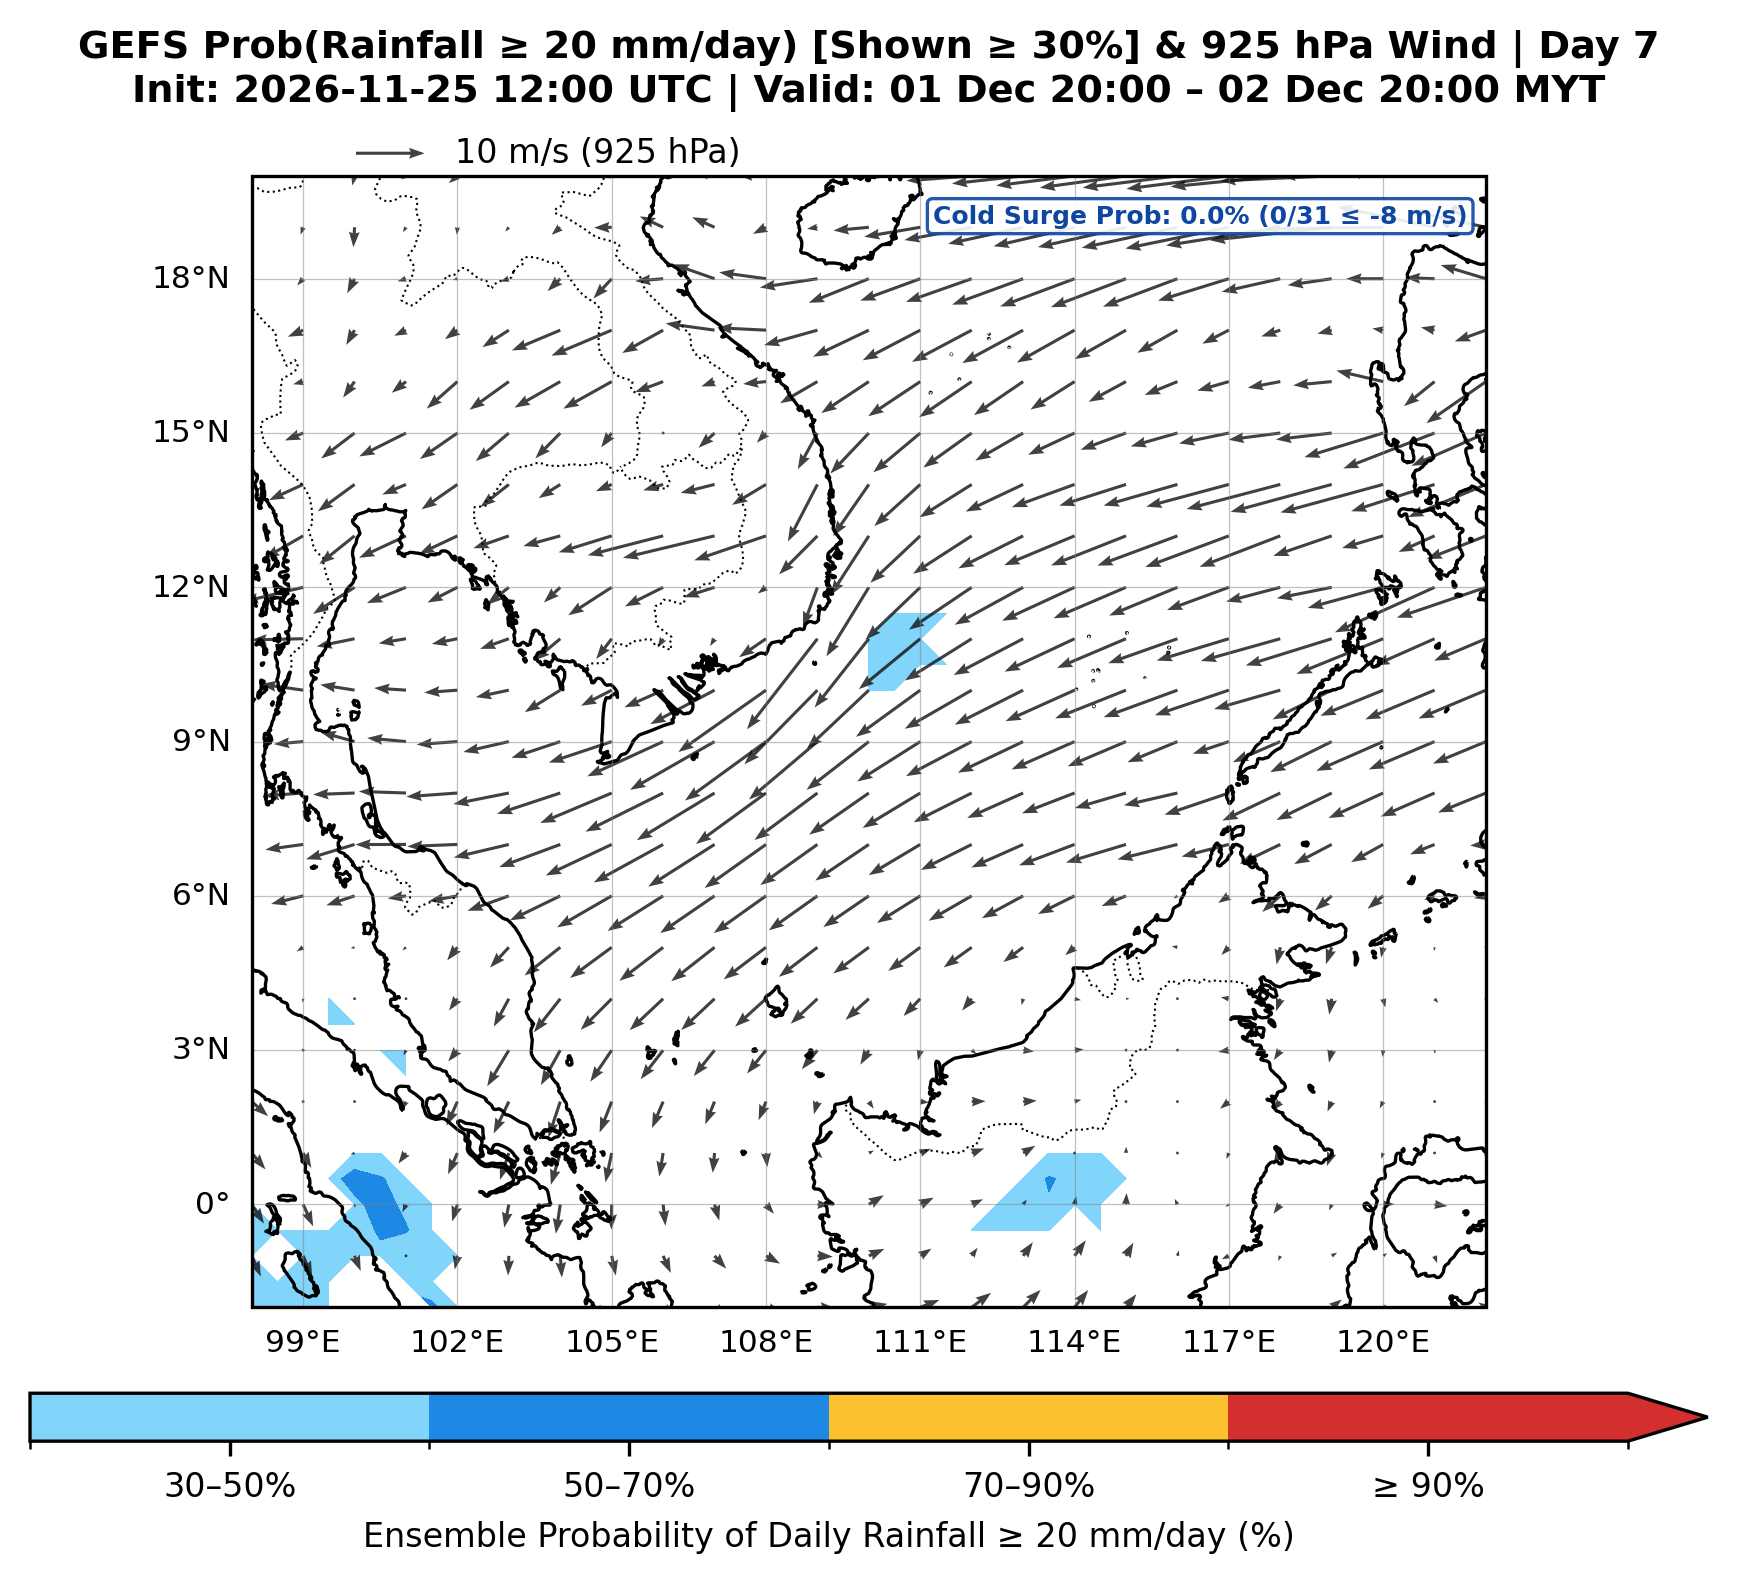 GEFS Prob(Rainfall ≥ 20 mm/day) [Shown ≥ 30%] & 925 hPa Wind | Day 7
Init: 2026-11-25 12:00 UTC | Valid: 01 Dec 20:00 – 02 Dec 20:00 MYT
10 m/s (925 hPa)
Cold Surge Prob: 0.0% (0/31 ≤ -8 m/s)
18°N
15°N
12°N
9°N
6°N
3°N
0°
99°E 102°E 105°E 108°E 111°E 114°E 117°E 120°E
30–50% 50–70% 70–90% ≥ 90%
Ensemble Probability of Daily Rainfall ≥ 20 mm/day (%)